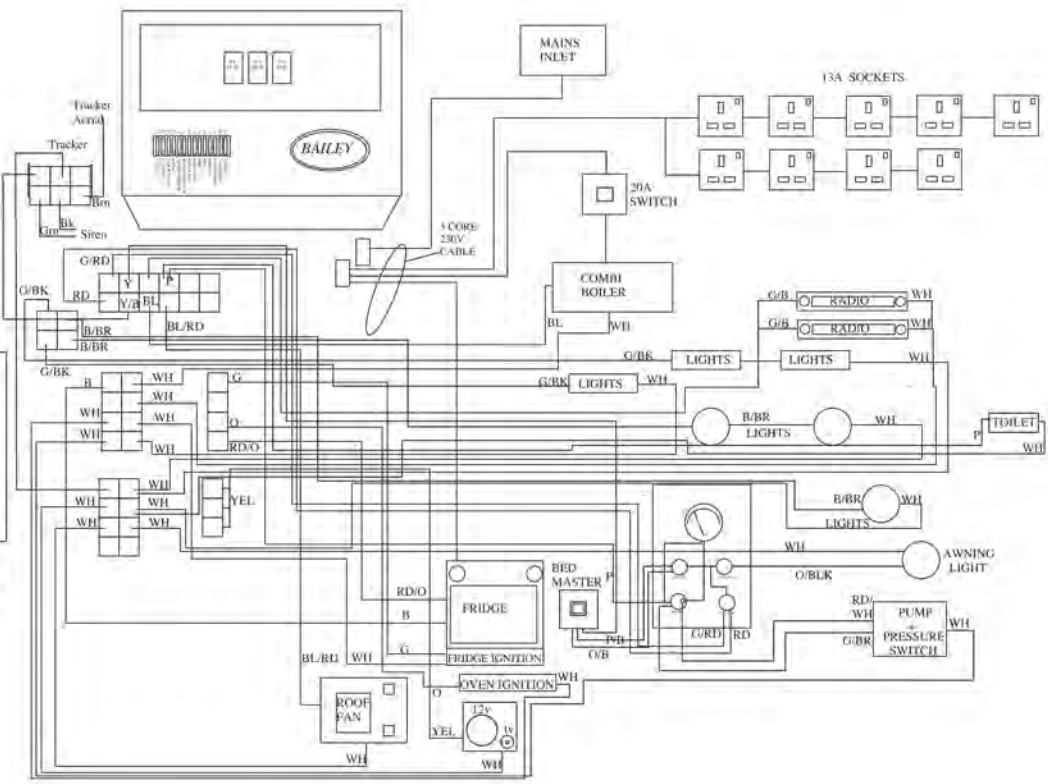 MAINS
INLET
13A SOCKETS
Tracker
Aerial
Tracker
BAILEY
Brn
Bk
Grn
Siren
20A
SWITCH
3 CORE
230V
CABLE
G/RD
Y
P
G/BK
RD
Y/B
BL
BL/RD
COMBI
BOILER
BL
WH
B/BR
B/BR
G/BK
G/B
RADIO
WH
G/B
RADIO
WH
G/BK
LIGHTS
LIGHTS
WH
G/BK
LIGHTS
WH
B
WH
G
WH
WH
WH
O
WH
WH
RD/O
B/BR
LIGHTS
WH
P
TOILET
WH
WH
WH
WH
WH
WH
YEL
B/BR
WH
LIGHTS
WH
AWNING
LIGHT
O/BLK
BED
MASTER
P
RD/O
FRIDGE
B
G
FRIDGE IGNITION
P/B
O/B
G/RD
RD
RD/
WH
G/BR
PUMP
+
PRESSURE
SWITCH
WH
BL/RD
WH
OVEN IGNITION
WH
O
ROOF
FAN
WH
YEL
12v
tv
WH